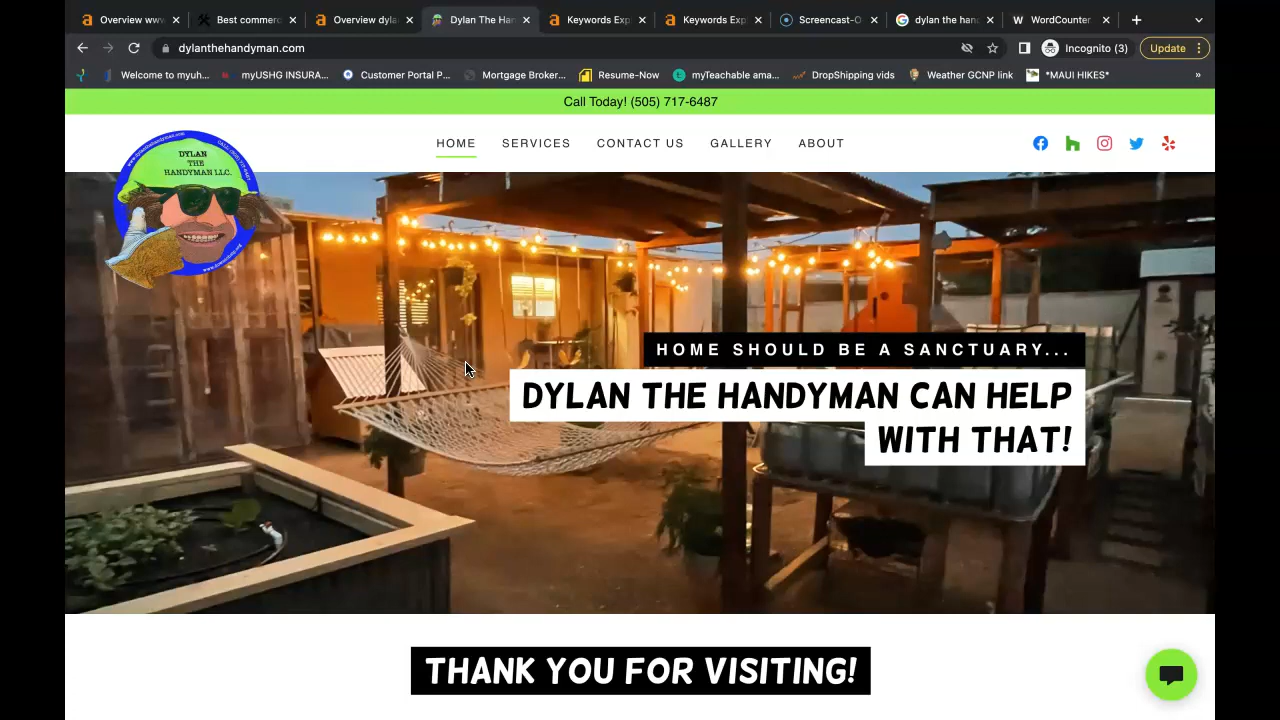 Overview www
Best commerc
Overview dyla
Dylan The Han
Keywords Exp
Keywords Exp
Screencast-O
dylan the han
WordCounter
dylanthehandyman.com
Incognito (3)
Update
Welcome to myuh...
myUSHG INSURA...
Customer Portal P...
Mortgage Broker...
Resume-Now
myTeachable ama...
DropShipping vids
Weather GCNP link
*MAUI HIKES*
»
Call Today! (505) 717-6487
HOME
SERVICES
CONTACT US
GALLERY
ABOUT
DYLAN
THE
HANDYMAN LLC.
HOME SHOULD BE A SANCTUARY...
DYLAN THE HANDYMAN CAN HELP
WITH THAT!
THANK YOU FOR VISITING!